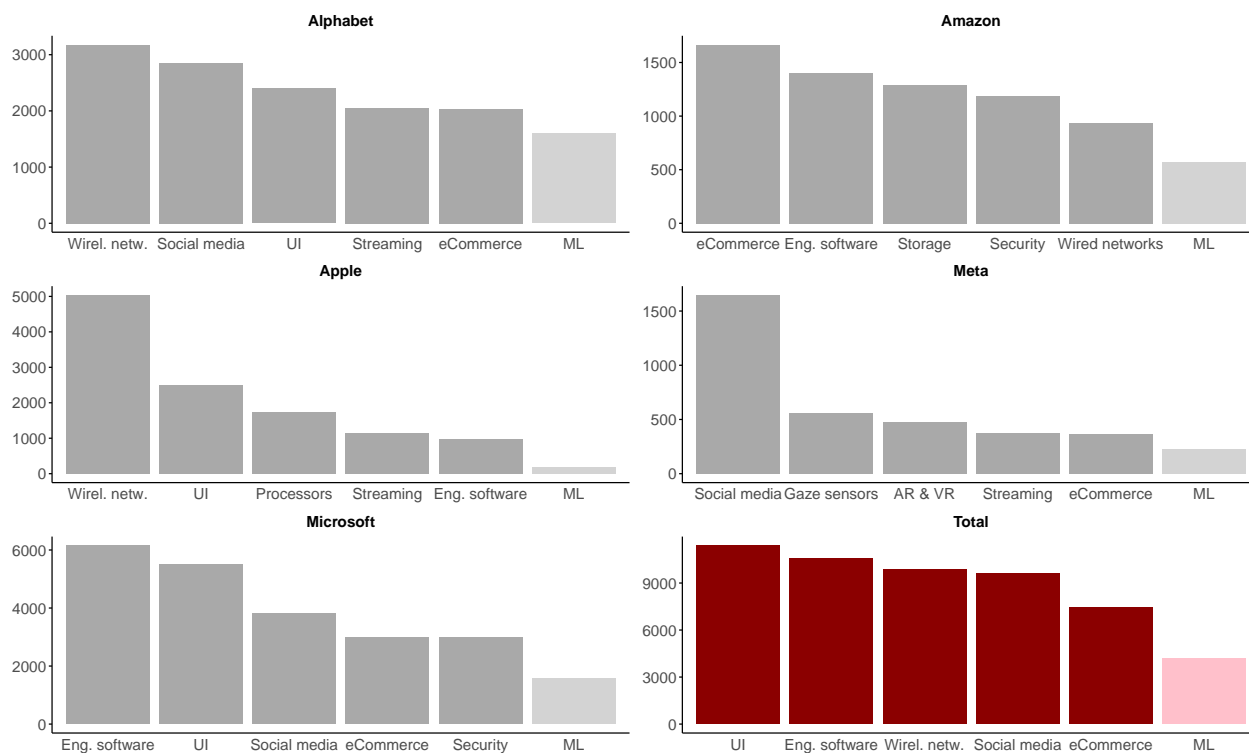 Alphabet
3000
2000
1000
0
Wirel. netw. Social media UI Streaming eCommerce ML
Amazon
1500
1000
500
0
eCommerce Eng. software Storage Security Wired networks ML
Apple
5000
4000
3000
2000
1000
0
Wirel. netw. UI Processors Streaming Eng. software ML
Meta
1500
1000
500
0
Social media Gaze sensors AR & VR Streaming eCommerce ML
Microsoft
6000
4000
2000
0
Eng. software UI Social media eCommerce Security ML
Total
9000
6000
3000
0
UI Eng. software Wirel. netw. Social media eCommerce ML